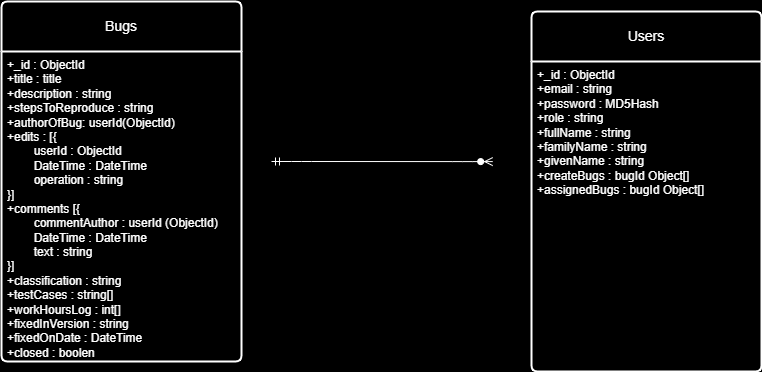 Bugs
+_id : ObjectId
+title : title
+description : string
+stepsToReproduce : string
+authorOfBug: userId(ObjectId)
+edits : [{
userId : ObjectId
DateTime : DateTime
operation : string
}]
+comments [{
commentAuthor : userId (ObjectId)
DateTime : DateTime
text : string
}]
+classification : string
+testCases : string[]
+workHoursLog : int[]
+fixedInVersion : string
+fixedOnDate : DateTime
+closed : boolen
Users
+_id : ObjectId
+email : string
+password : MD5Hash
+role : string
+fullName : string
+familyName : string
+givenName : string
+createBugs : bugId Object[]
+assignedBugs : bugId Object[]